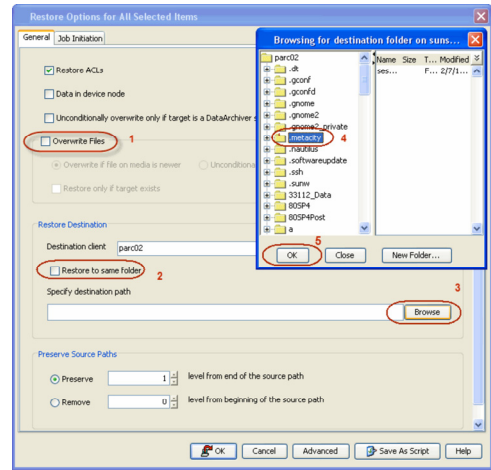 Restore Options for All Selected Items
General Job Initiation
Restore ACLs
Data in device node
Unconditionally overwrite only if target is a DataArchiver s
Overwrite Files 1
Overwrite if file on media is newer Unconditiona
Restore only if target exists
Restore Destination
Destination client parc02
Restore to same folder 2
Specify destination path
3
Browse
Preserve Source Paths
Preserve 1 level from end of the source path
Remove 0 level from beginning of the source path
OK Cancel Advanced Save As Script Help
Browsing for destination folder on suns...
parc02
.dt
.gconf
.gconfd
.gnome
.gnome2
.gnome2_private
.metacity 4
.nautilus
.softwareupdate
.ssh
.sunw
33112_Data
80SP4
80SP4Post
a
Name Size T... Modified
ses... F... 2/7/1...
5
OK Close New Folder...